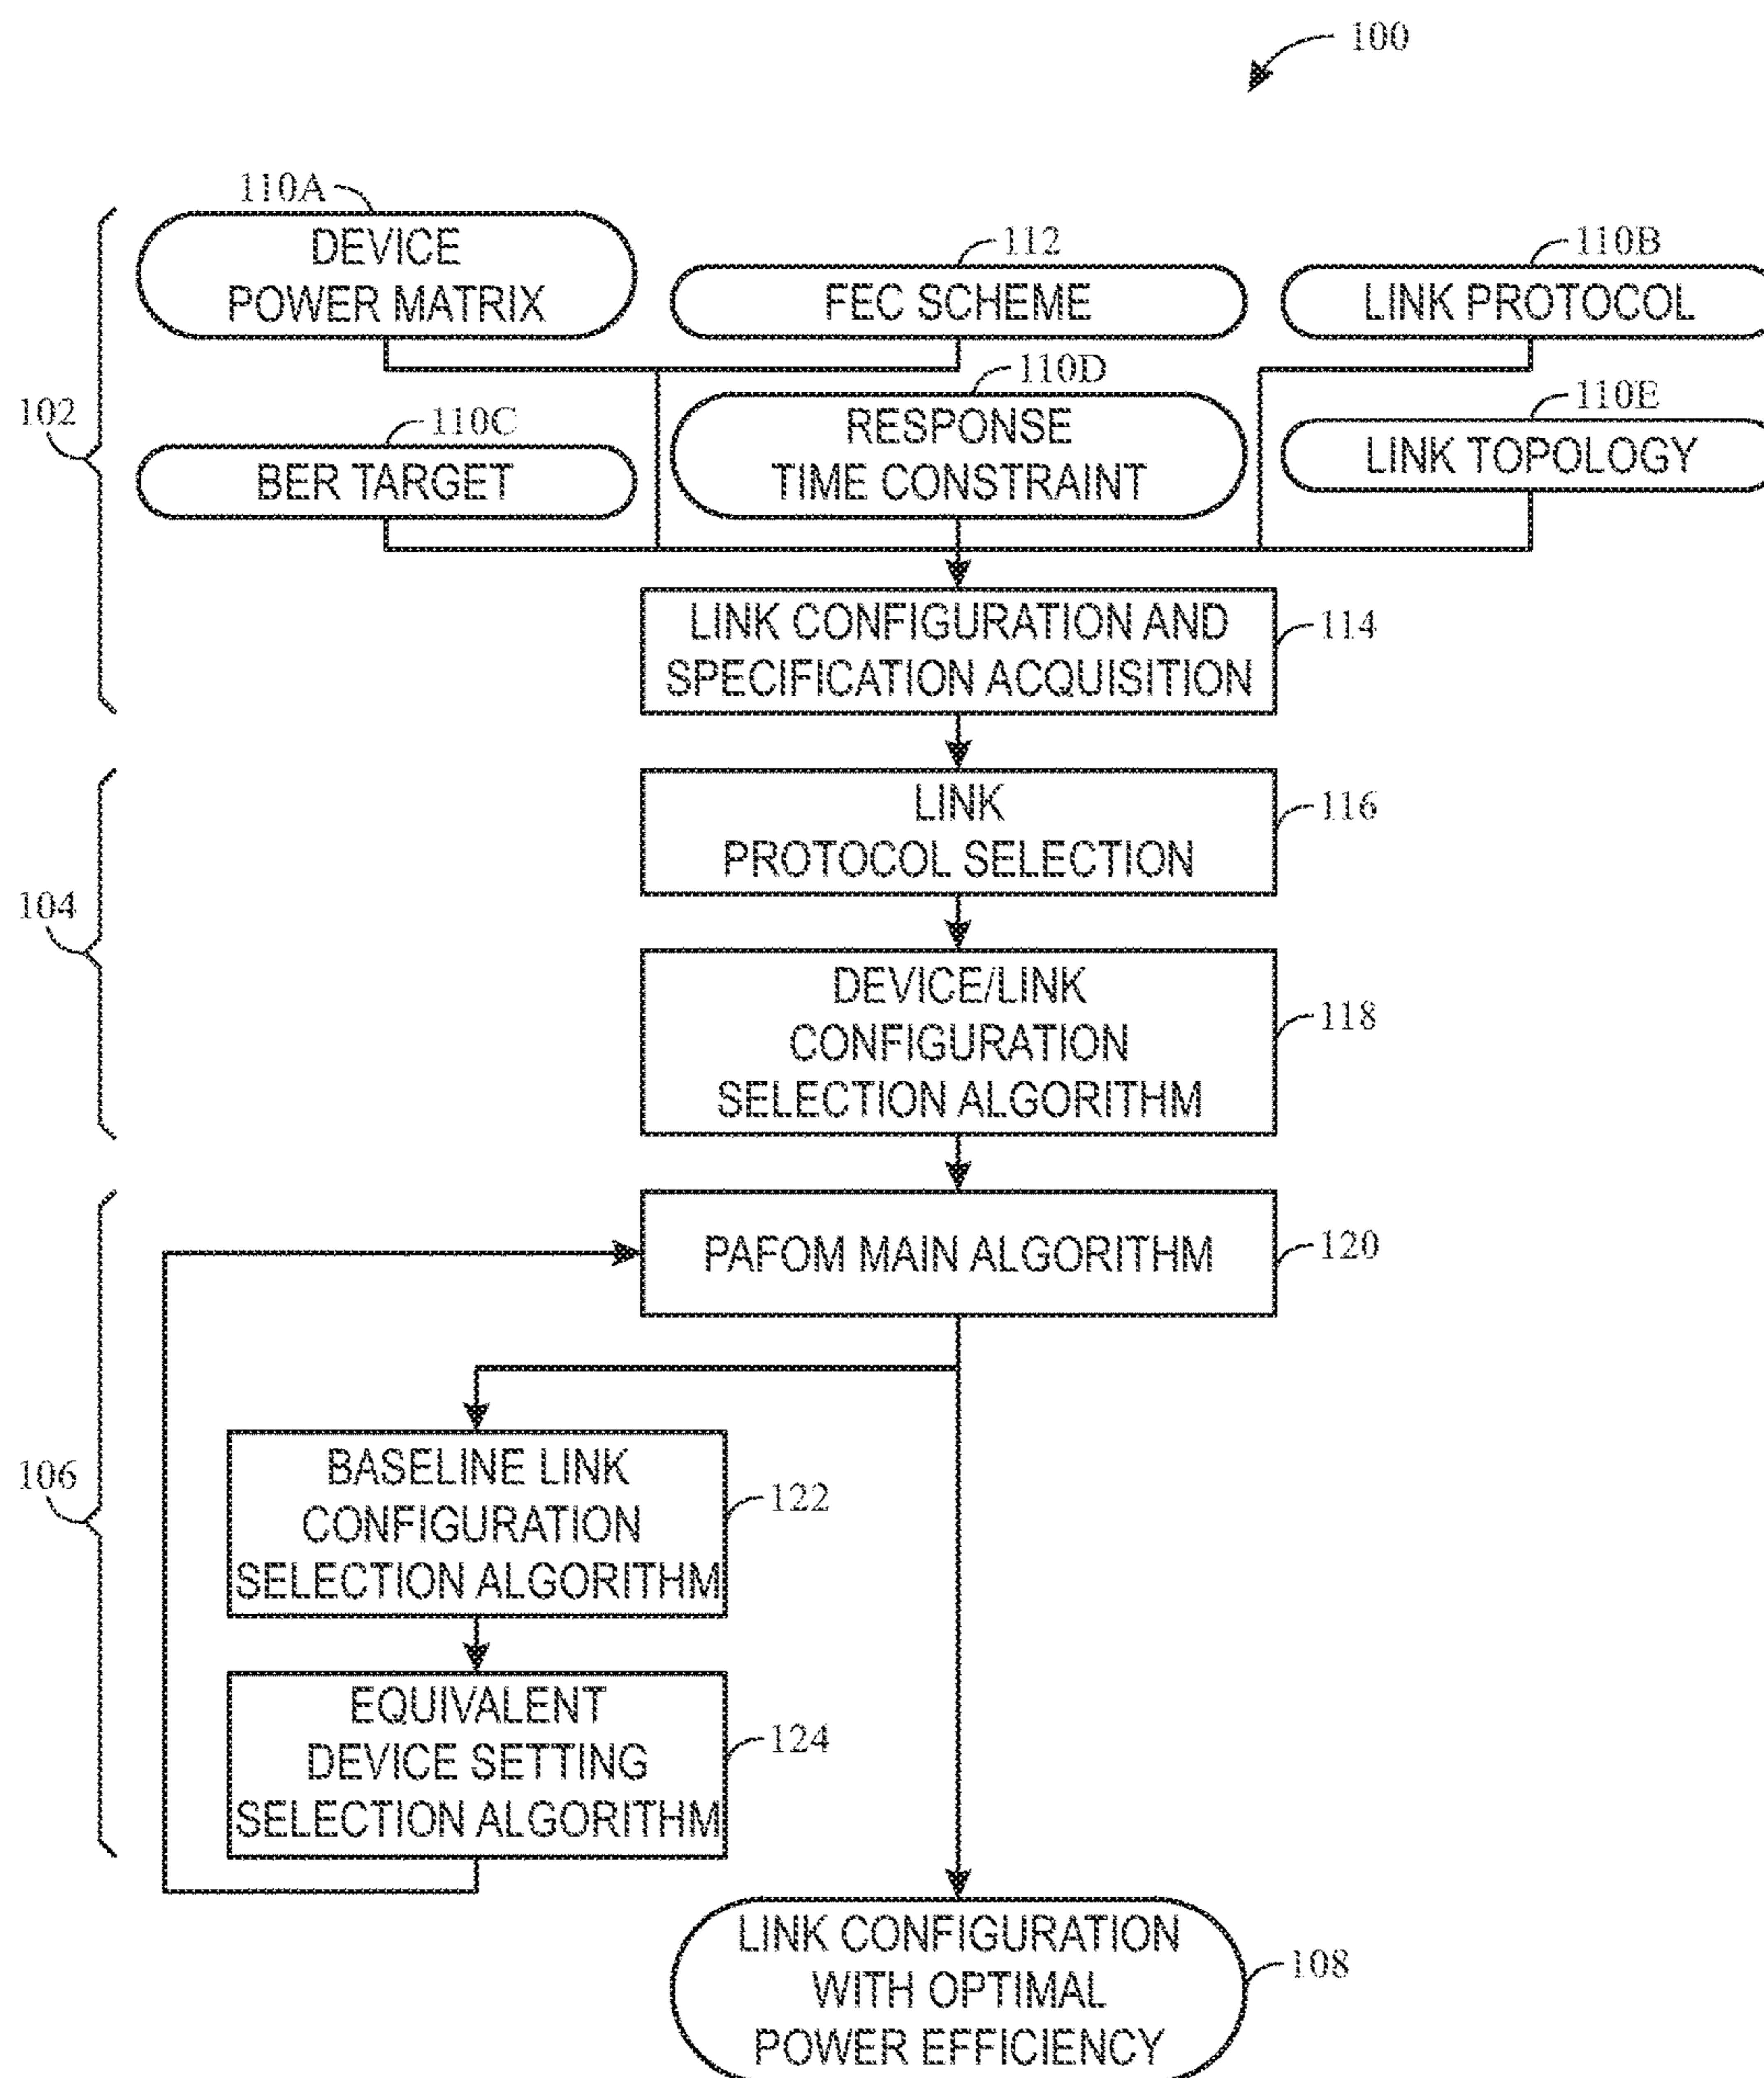 100
110A
DEVICE
POWER MATRIX
112
FEC SCHEME
110B
LINK PROTOCOL
102
110C
BER TARGET
110D
RESPONSE
TIME CONSTRAINT
110E
LINK TOPOLOGY
LINK CONFIGURATION AND
SPECIFICATION ACQUISITION
114
104
LINK
PROTOCOL SELECTION
116
DEVICE/LINK
CONFIGURATION
SELECTION ALGORITHM
118
106
PAFOM MAIN ALGORITHM
120
BASELINE LINK
CONFIGURATION
SELECTION ALGORITHM
122
EQUIVALENT
DEVICE SETTING
SELECTION ALGORITHM
124
LINK CONFIGURATION
WITH OPTIMAL
POWER EFFICIENCY
108